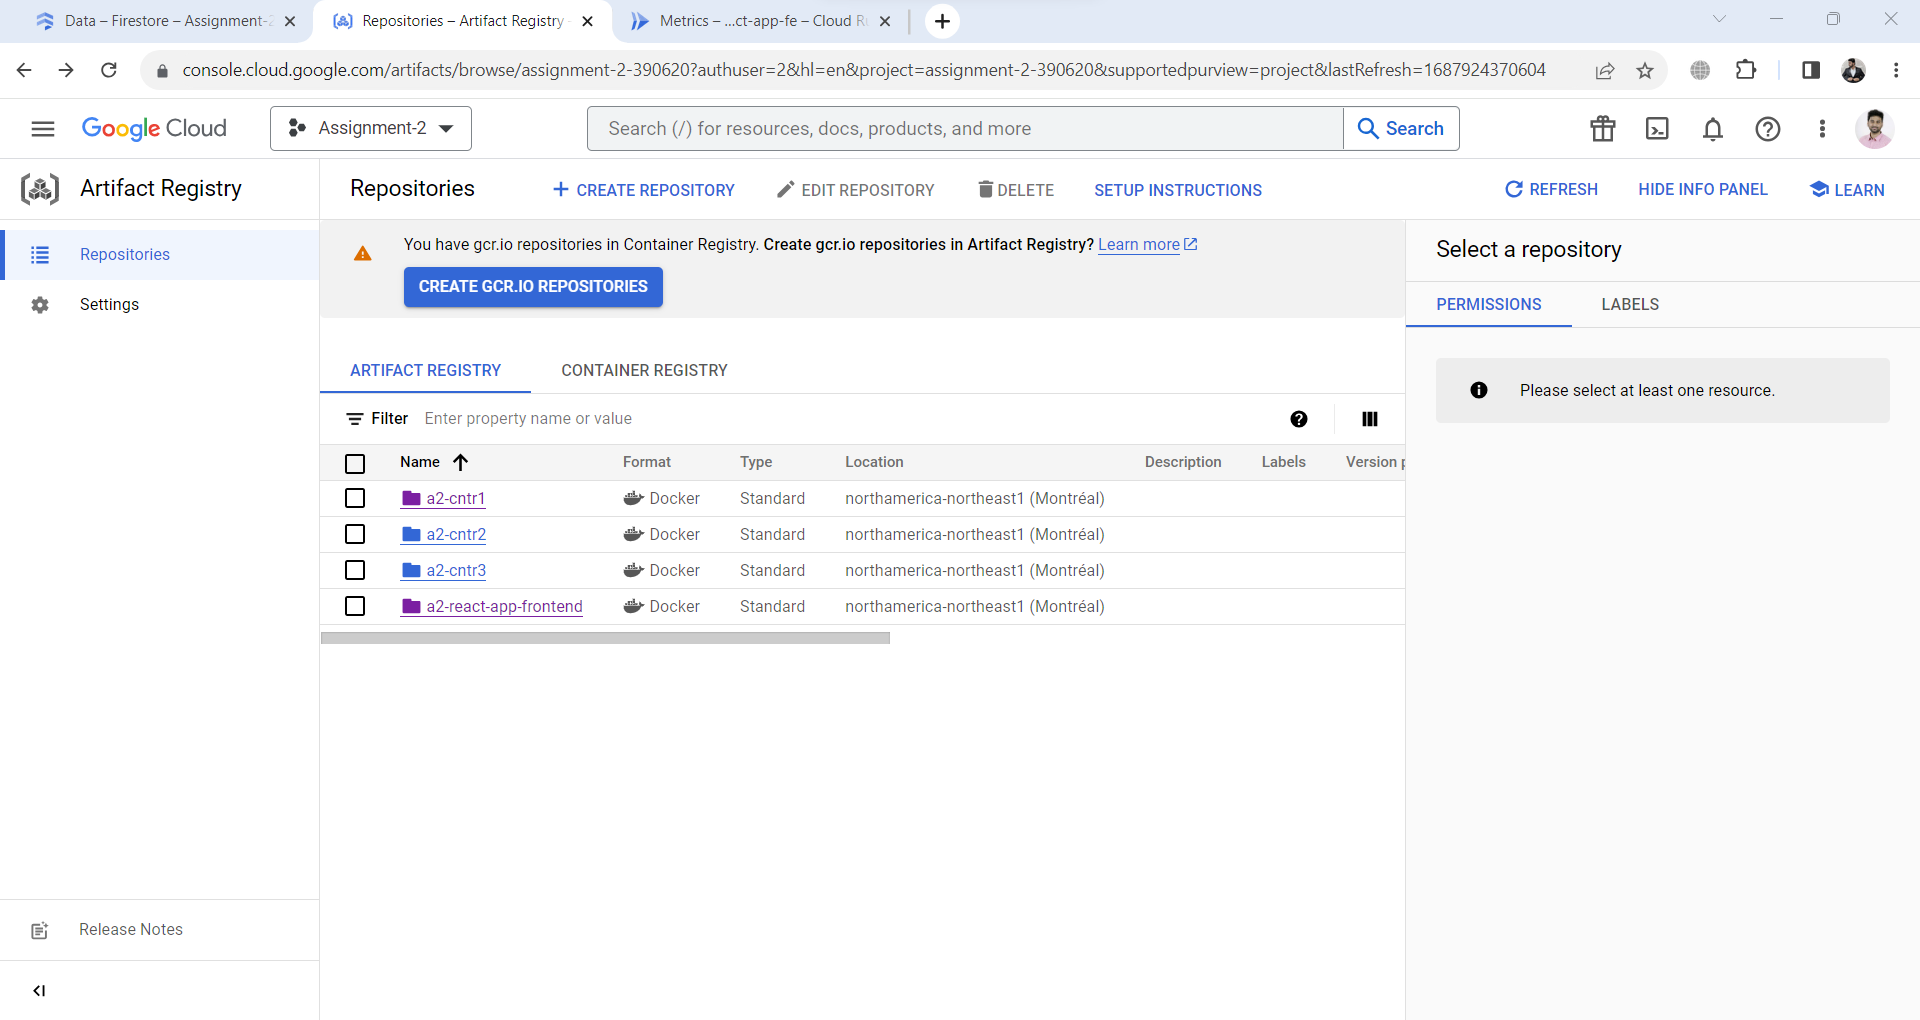 Data – Firestore – Assignment-2
Repositories – Artifact Registry
Metrics – ...ct-app-fe – Cloud R
console.cloud.google.com/artifacts/browse/assignment-2-390620?authuser=2&hl=en&project=assignment-2-390620&supportedpurview=project&lastRefresh=1687924370604
Google Cloud
Assignment-2
Search (/) for resources, docs, products, and more
Search
Artifact Registry
Repositories
CREATE REPOSITORY
EDIT REPOSITORY
DELETE
SETUP INSTRUCTIONS
REFRESH
HIDE INFO PANEL
LEARN
Repositories
Settings
You have gcr.io repositories in Container Registry. Create gcr.io repositories in Artifact Registry? Learn more
CREATE GCR.IO REPOSITORIES
ARTIFACT REGISTRY
CONTAINER REGISTRY
Filter Enter property name or value
Name Format Type Location Description Labels Version p
a2-cntr1 Docker Standard northamerica-northeast1 (Montréal)
a2-cntr2 Docker Standard northamerica-northeast1 (Montréal)
a2-cntr3 Docker Standard northamerica-northeast1 (Montréal)
a2-react-app-frontend Docker Standard northamerica-northeast1 (Montréal)
Select a repository
PERMISSIONS
LABELS
Please select at least one resource.
Release Notes